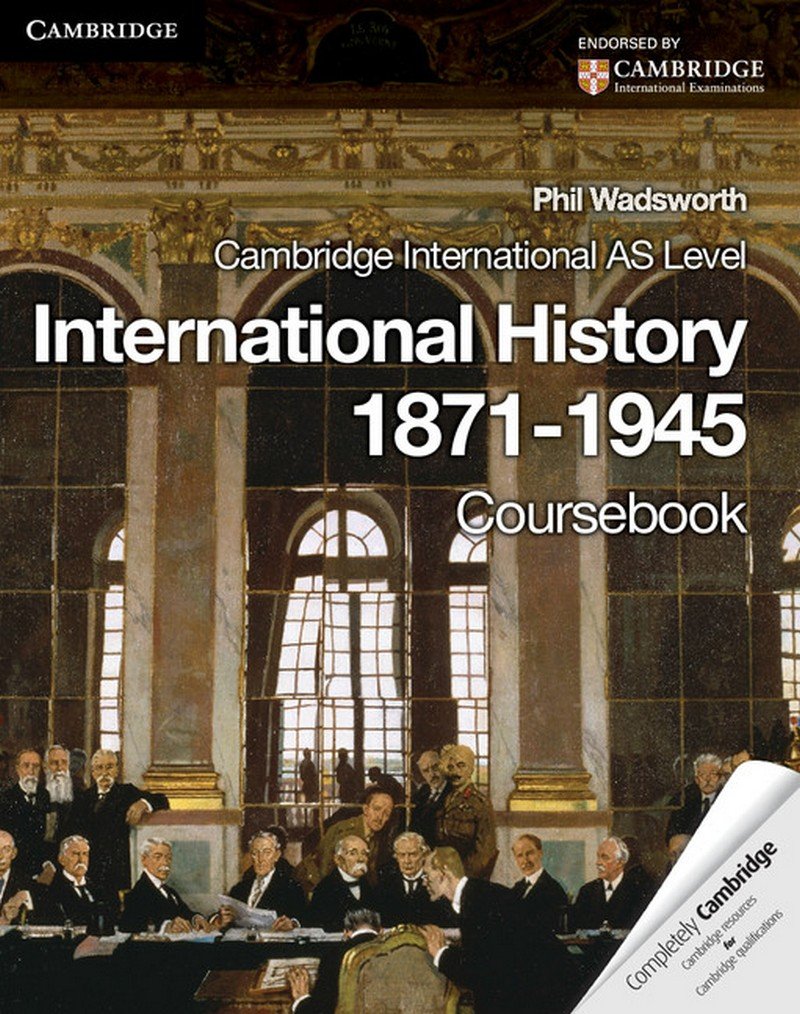 CAMBRIDGE
ENDORSED BY
CAMBRIDGE
International Examinations
Phil Wadsworth
Cambridge International AS Level
International History
1871-1945
Coursebook
Completely Cambridge
Cambridge resources
for
Cambridge qualifications